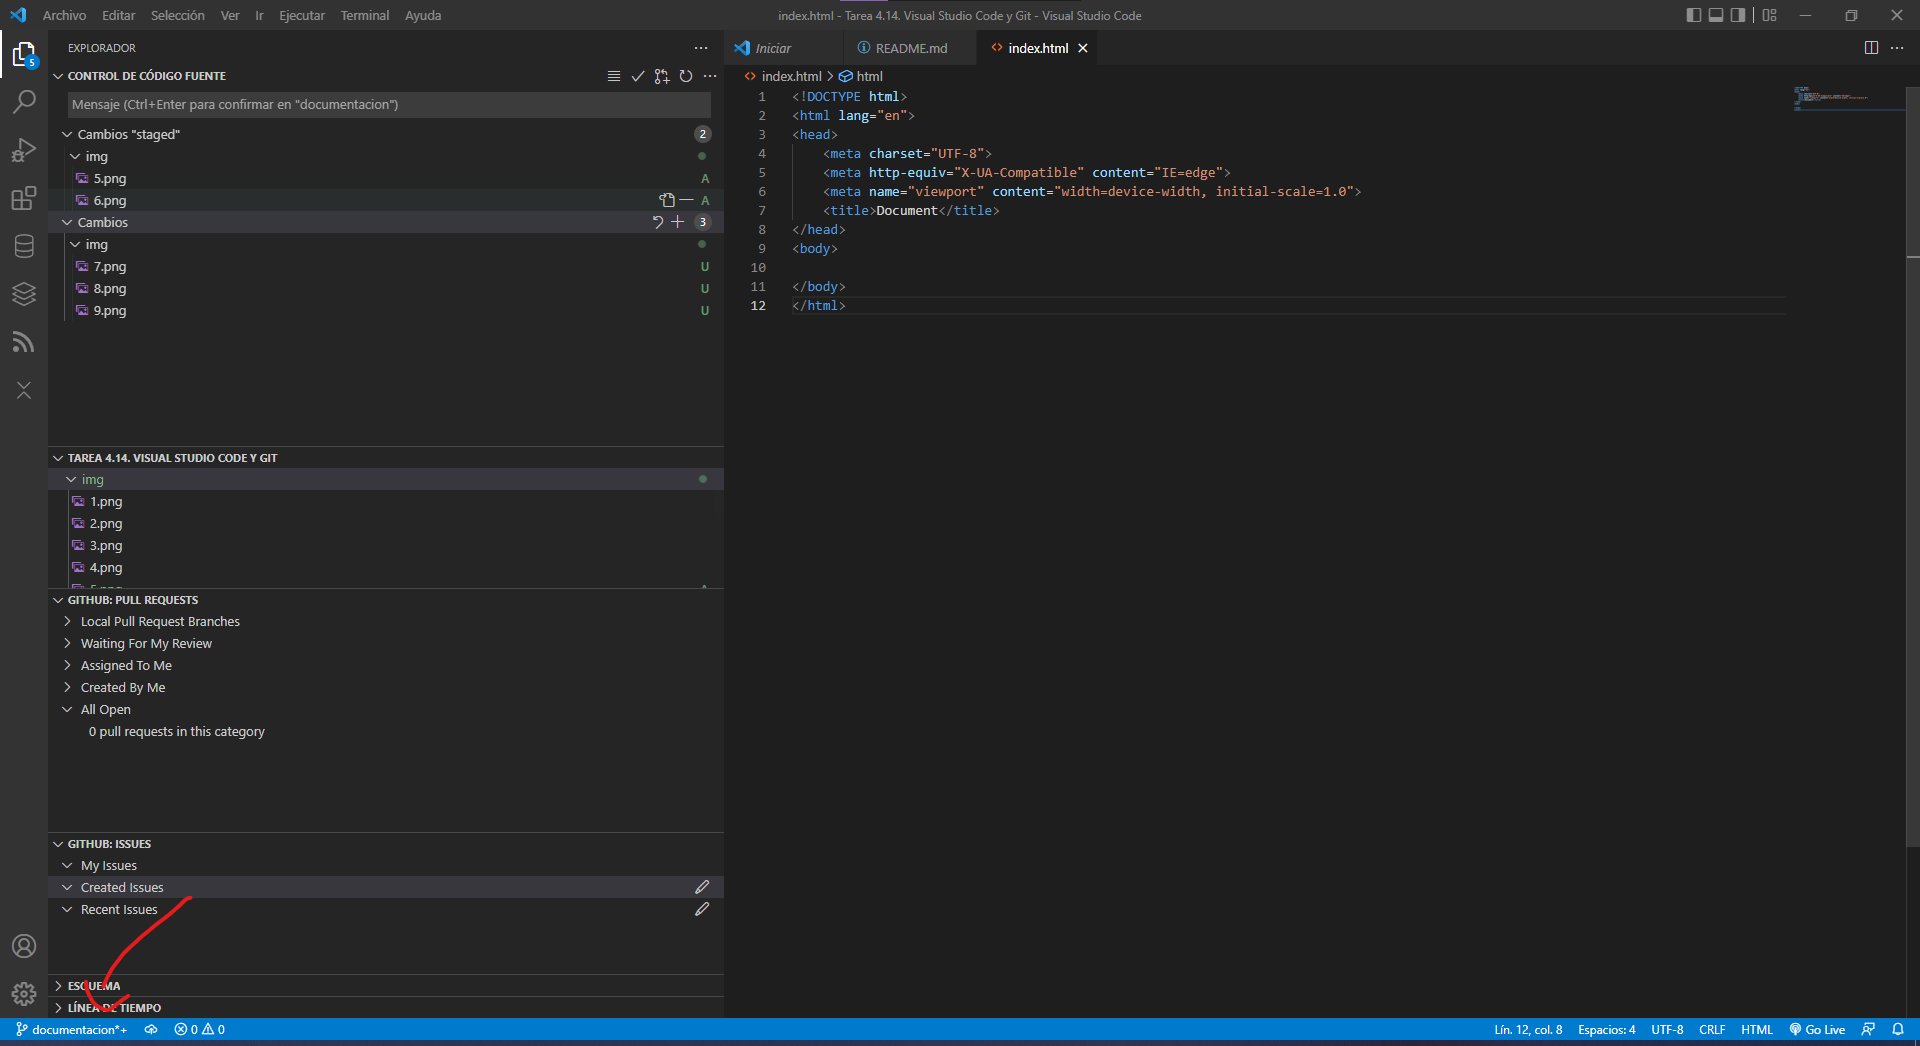 Archivo Editar Selección Ver Ir Ejecutar Terminal Ayuda
index.html - Tarea 4.14. Visual Studio Code y Git - Visual Studio Code
EXPLORADOR
5
CONTROL DE CÓDIGO FUENTE
Mensaje (Ctrl+Enter para confirmar en "documentacion")
Cambios "staged" 2
img
5.png A
6.png A
Cambios 3
img
7.png U
8.png U
9.png U
TAREA 4.14. VISUAL STUDIO CODE Y GIT
img
1.png
2.png
3.png
4.png
GITHUB: PULL REQUESTS
Local Pull Request Branches
Waiting For My Review
Assigned To Me
Created By Me
All Open
0 pull requests in this category
GITHUB: ISSUES
My Issues
Created Issues
Recent Issues
ESQUEMA
LÍNEA DE TIEMPO
Iniciar README.md index.html
index.html > html
1 <!DOCTYPE html>
2 <html lang="en">
3 <head>
4 <meta charset="UTF-8">
5 <meta http-equiv="X-UA-Compatible" content="IE=edge">
6 <meta name="viewport" content="width=device-width, initial-scale=1.0">
7 <title>Document</title>
8 </head>
9 <body>
10
11 </body>
12 </html>
documentacion*+ 0 0 Lín. 12, col. 8 Espacios: 4 UTF-8 CRLF HTML Go Live